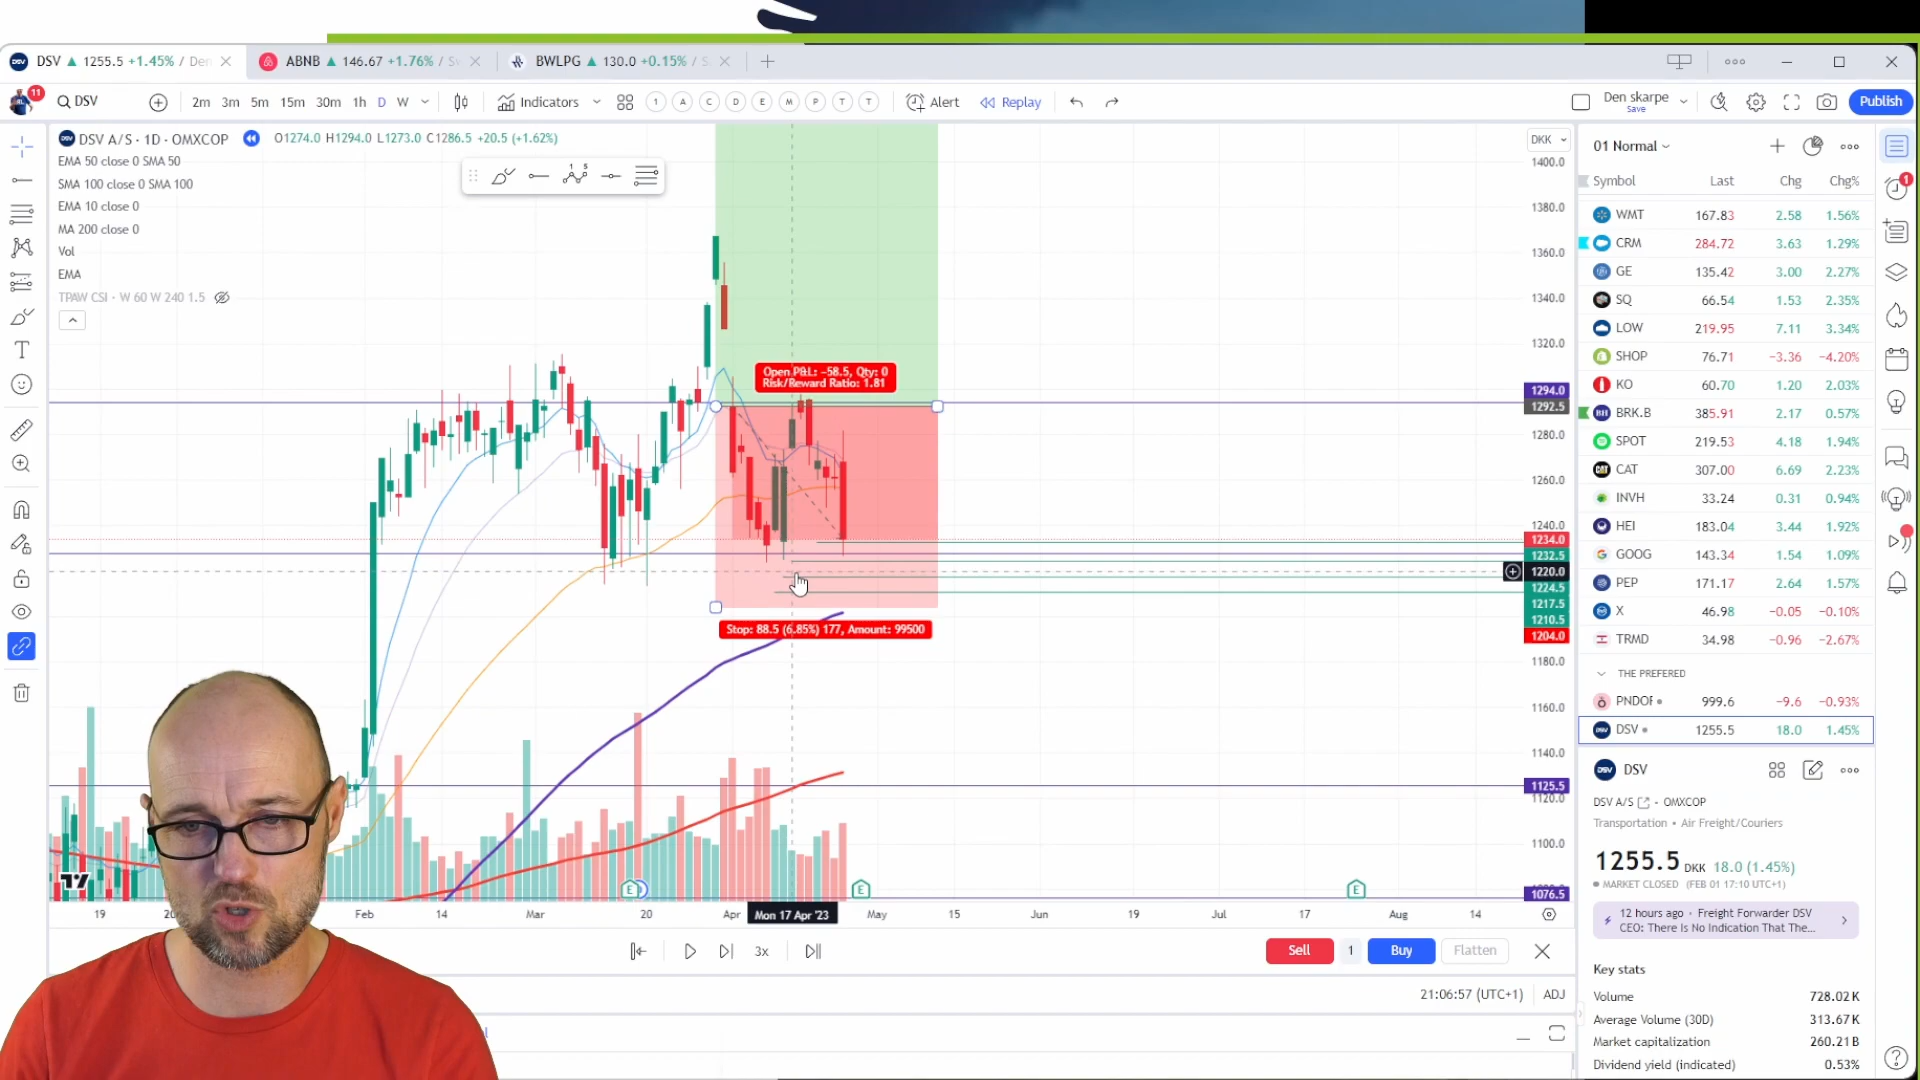 DSV 1255.5 +1.45% / Den
ABNB 146.67 +1.76% / S
BWLPG 130.0 +0.15% / S
11
DSV
2m 3m 5m 15m 30m 1h D W
Indicators
1 A C D E M P T T
Alert
Replay
Den skarpe
Save
Publish
DSV A/S · 1D · OMXCOP
O1274.0 H1294.0 L1273.0 C1286.5 +20.5 (+1.62%)
EMA 50 close 0 SMA 50
SMA 100 close 0 SMA 100
EMA 10 close 0
MA 200 close 0
Vol
EMA
TPAW CSI · W 60 W 240 1.5
Open P&L: −58.5, Qty: 0
Risk/Reward Ratio: 1.81
Stop: 88.5 (6.85%) 177, Amount: 99500
DKK
1400.0
1380.0
1360.0
1340.0
1320.0
1294.0
1292.5
1280.0
1260.0
1240.0
1234.0
1232.5
1220.0
1224.5
1217.5
1210.5
1204.0
1180.0
1160.0
1140.0
1125.5
1120.0
1100.0
1076.5
19 20 Feb 14 Mar 20 Apr Mon 17 Apr '23 May 15 Jun 19 Jul 17 Aug 14
E
E
E
3x
Sell 1 Buy Flatten
21:06:57 (UTC+1) ADJ
01 Normal
Symbol Last Chg Chg%
WMT 167.83 2.58 1.56%
CRM 284.72 3.63 1.29%
GE 135.42 3.00 2.27%
SQ 66.54 1.53 2.35%
LOW 219.95 7.11 3.34%
SHOP 76.71 −3.36 −4.20%
KO 60.70 1.20 2.03%
BRK.B 385.91 2.17 0.57%
SPOT 219.53 4.18 1.94%
CAT 307.00 6.69 2.23%
INVH 33.24 0.31 0.94%
HEI 183.04 3.44 1.92%
GOOG 143.34 1.54 1.09%
PEP 171.17 2.64 1.57%
X 46.98 −0.05 −0.10%
TRMD 34.98 −0.96 −2.67%
THE PREFERED
PNDOF 999.6 −9.6 −0.93%
DSV 1255.5 18.0 1.45%
DSV
DSV A/S - OMXCOP
Transportation • Air Freight/Couriers
1255.5 DKK 18.0 (1.45%)
MARKET CLOSED (FEB 01 17:10 UTC+1)
12 hours ago · Freight Forwarder DSV
CEO: There Is No Indication That The...
Key stats
Volume 728.02K
Average Volume (30D) 313.67K
Market capitalization 260.21B
Dividend yield (indicated) 0.53%
1